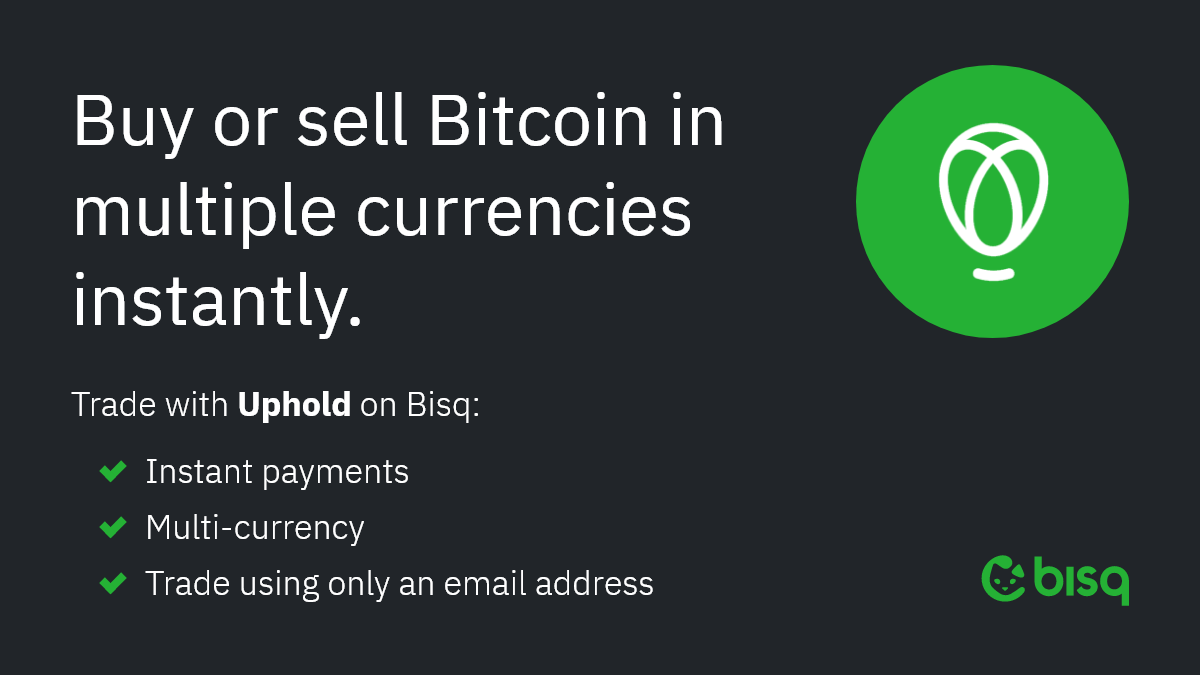 Buy or sell Bitcoin in
multiple currencies
instantly.
Trade with Uphold on Bisq:
Instant payments
Multi-currency
Trade using only an email address
bisq